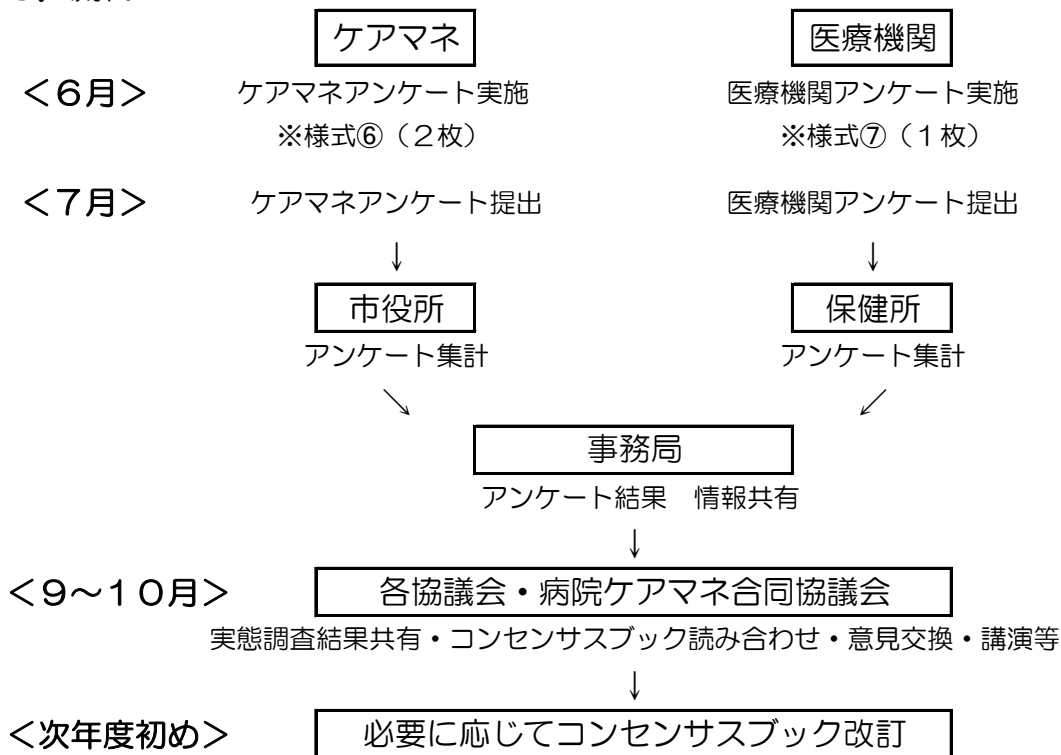 ケアマネ 医療機関
<6月> ケアマネアンケート実施 医療機関アンケート実施
※様式⑥（2枚） ※様式⑦（1枚）
<7月> ケアマネアンケート提出 医療機関アンケート提出
↓ ↓
市役所 保健所
アンケート集計 アンケート集計
↘ ↙
事務局
アンケート結果　情報共有
↓
<9～10月> 各協議会・病院ケアマネ合同協議会
実態調査結果共有・コンセンサスブック読み合わせ・意見交換・講演等
↓
<次年度初め> 必要に応じてコンセンサスブック改訂